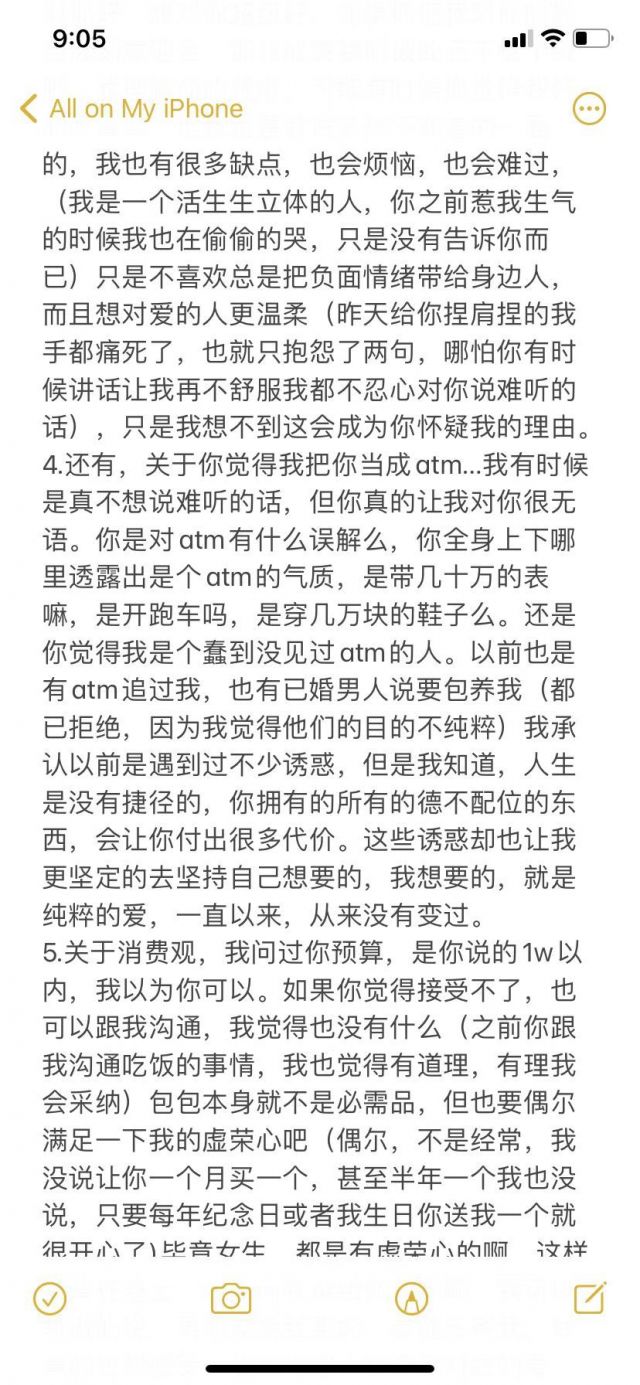 9:05
All on My iPhone
的，我也有很多缺点，也会烦恼，也会难过，
（我是一个活生生立体的人，你之前惹我生气
的时候我也在偷偷的哭，只是没有告诉你而
已）只是不喜欢总是把负面情绪带给身边人，
而且想对爱的人更温柔（昨天给你捏肩捏的我
手都痛死了，也就只抱怨了两句，哪怕你有时
候讲话让我再不舒服我都不忍心对你说难听的
话），只是我想不到这会成为你怀疑我的理由。
4.还有，关于你觉得我把你当成atm...我有时候
是真不想说难听的话，但你真的让我对你很无
语。你是对atm有什么误解么，你全身上下哪
里透露出是个atm的气质，是带几十万的表
嘛，是开跑车吗，是穿几万块的鞋子么。还是
你觉得我是个蠢到没见过atm的人。以前也是
有atm追过我，也有已婚男人说要包养我（都
已拒绝，因为我觉得他们的目的不纯粹）我承
认以前是遇到过不少诱惑，但是我知道，人生
是没有捷径的，你拥有的所有的德不配位的东
西，会让你付出很多代价。这些诱惑却也让我
更坚定的去坚持自己想要的，我想要的，就是
纯粹的爱，一直以来，从来没有变过。
5.关于消费观，我问过你预算，是你说的1w以
内，我以为你可以。如果你觉得接受不了，也
可以跟我沟通，我觉得也没有什么（之前你跟
我沟通吃饭的事情，我也觉得有道理，有理我
会采纳）包包本身就不是必需品，但也要偶尔
满足一下我的虚荣心吧（偶尔，不是经常，我
没说让你一个月买一个，甚至半年一个我也没
说，只要每年纪念日或者我生日你送我一个就
很开心了)毕竟女生，都是有虚荣心的啊，这样